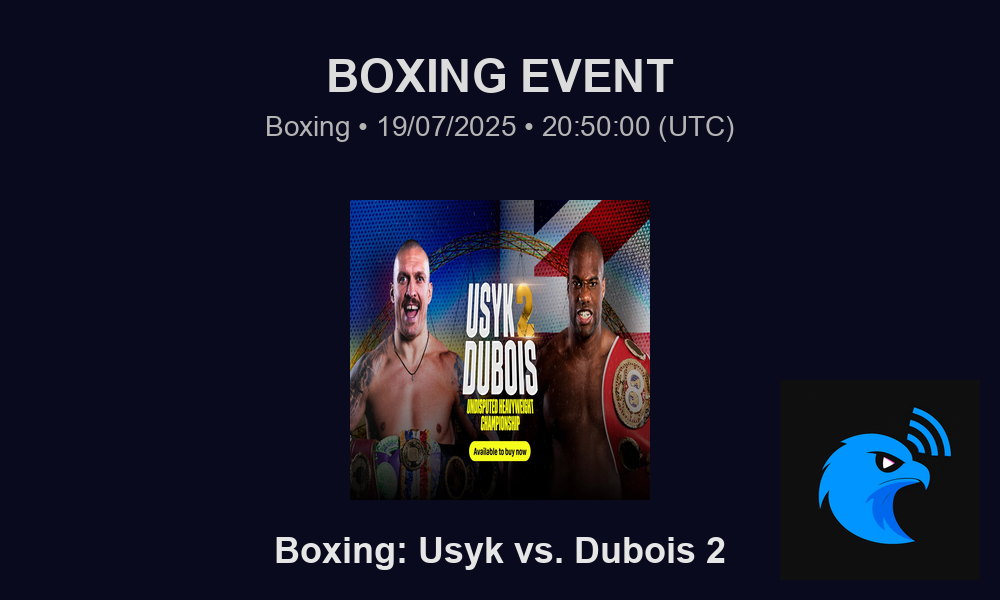 BOXING EVENT
Boxing • 19/07/2025 • 20:50:00 (UTC)
USYK 2
DUBOIS
UNDISPUTED HEAVYWEIGHT
CHAMPIONSHIP
Available to buy now
Boxing: Usyk vs. Dubois 2